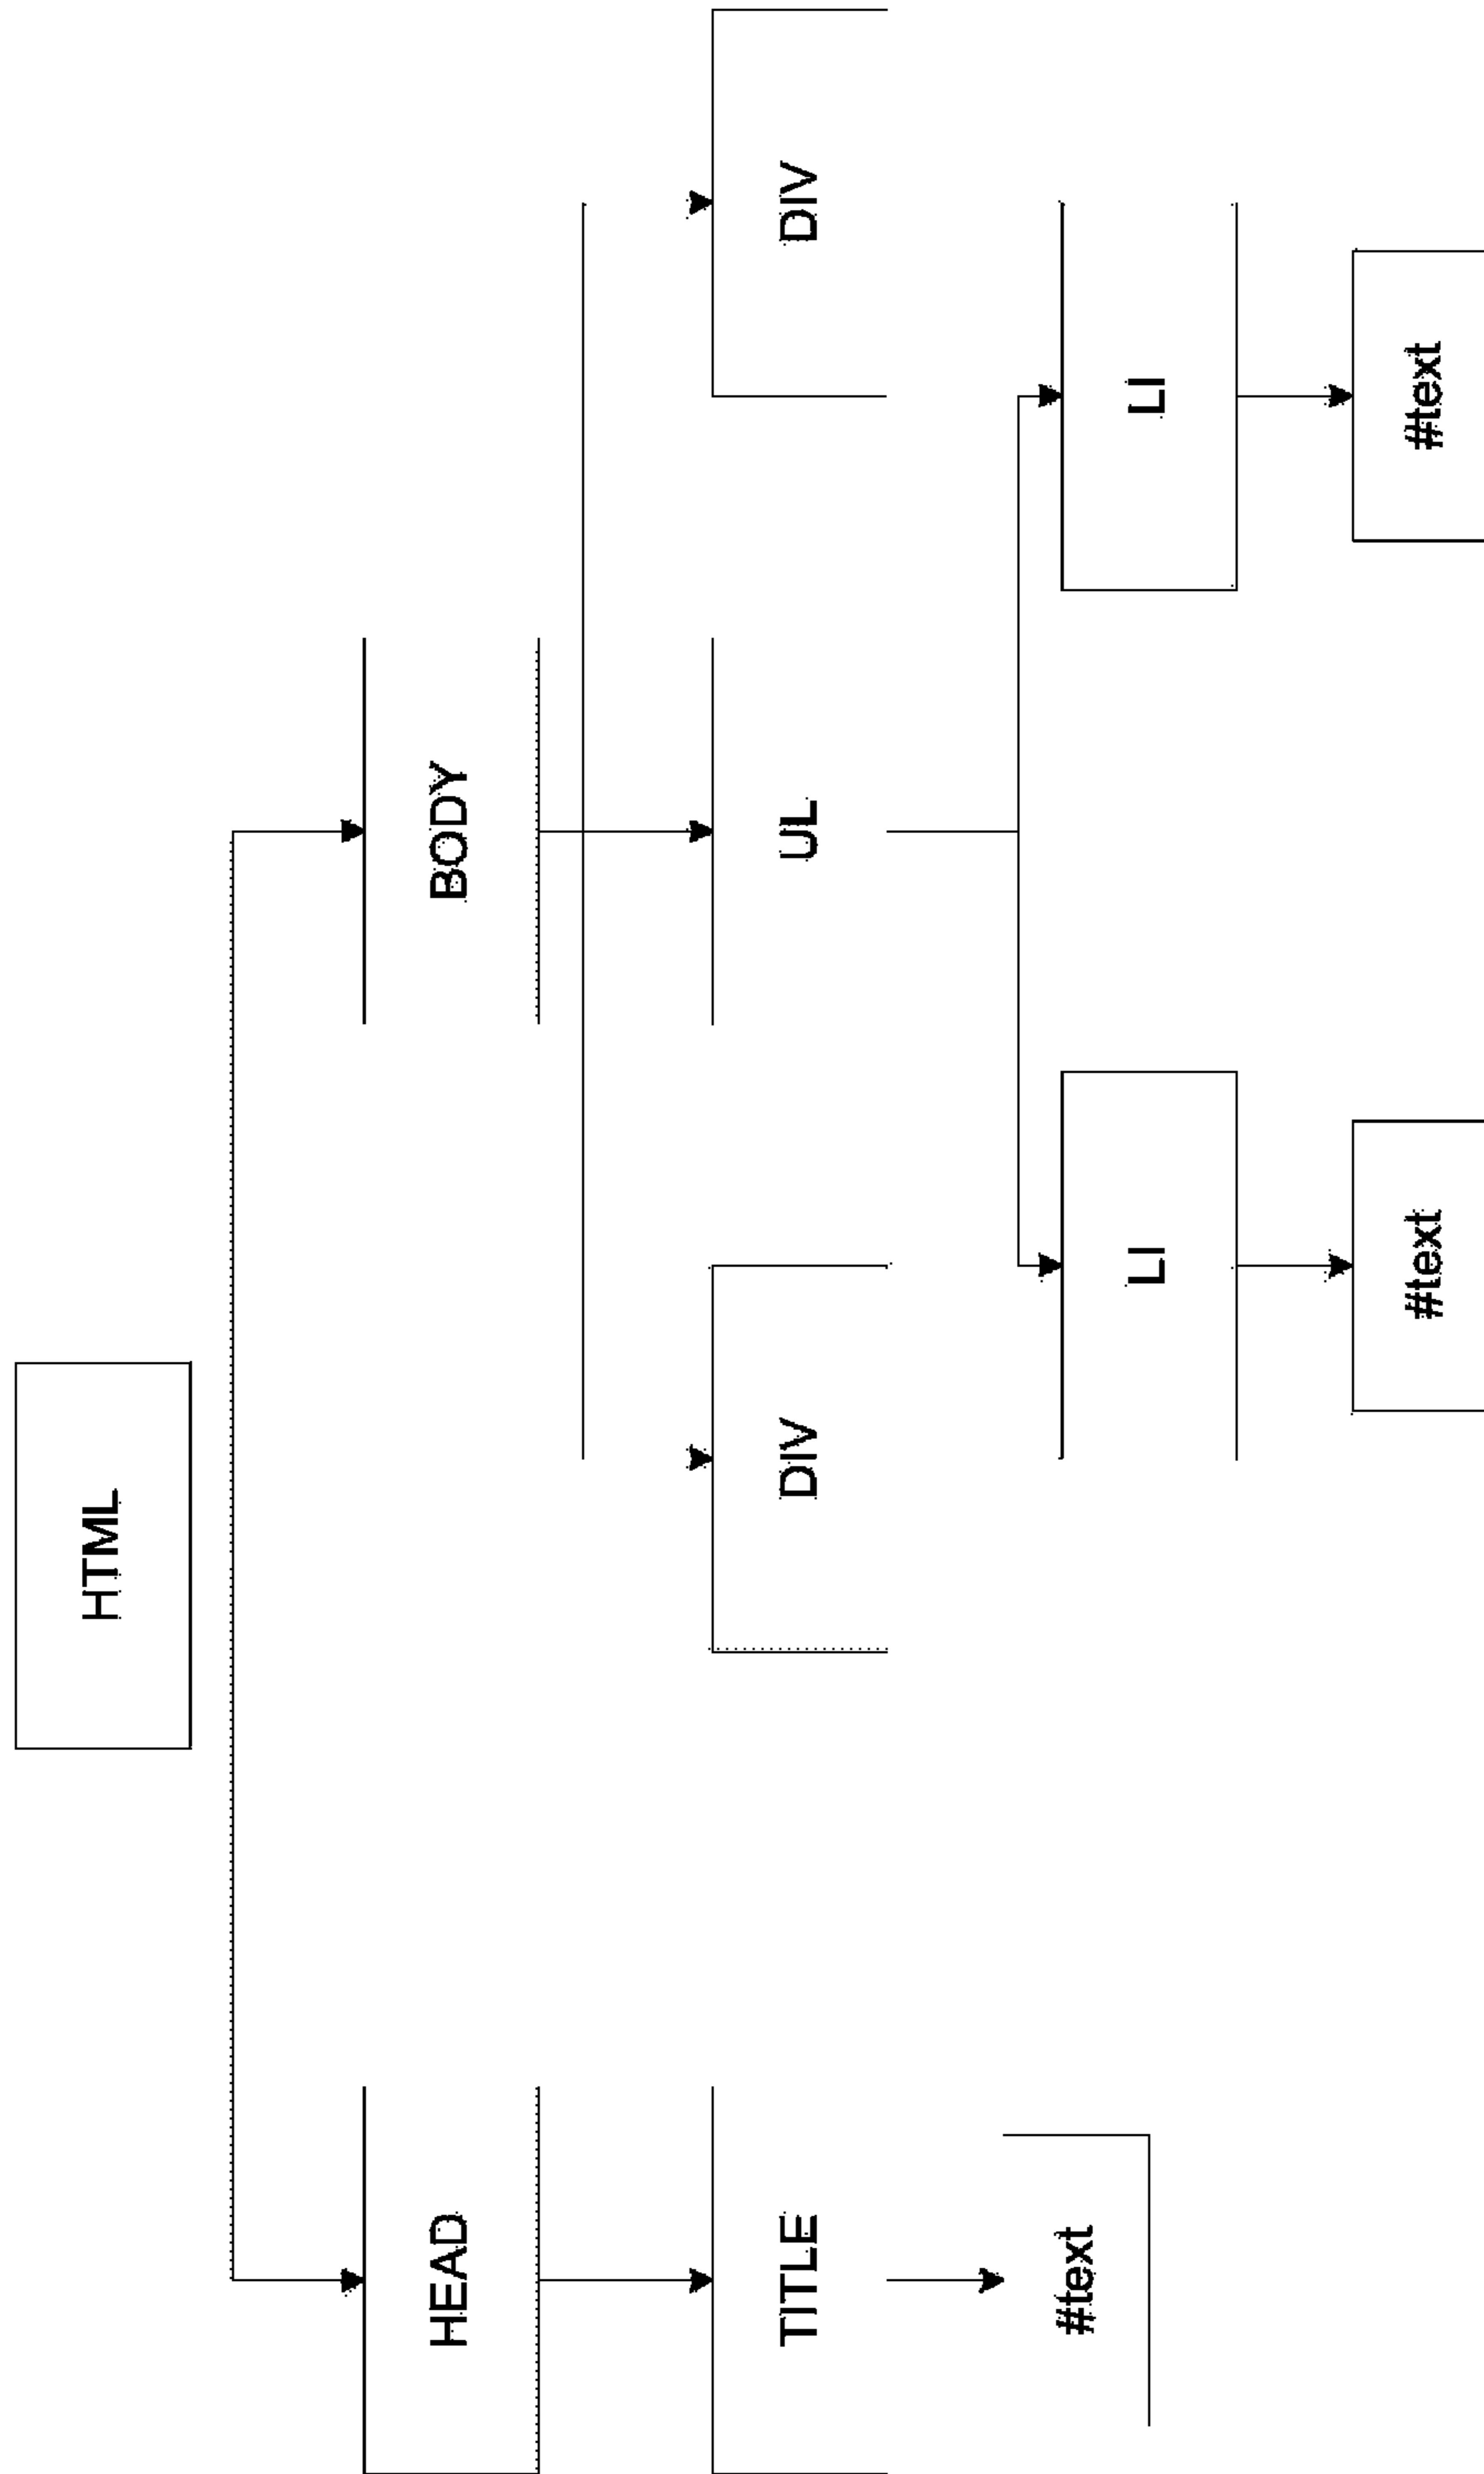 HTML
HEAD
BODY
TITLE
DIV
UL
DIV
#text
LI
LI
#text
#text